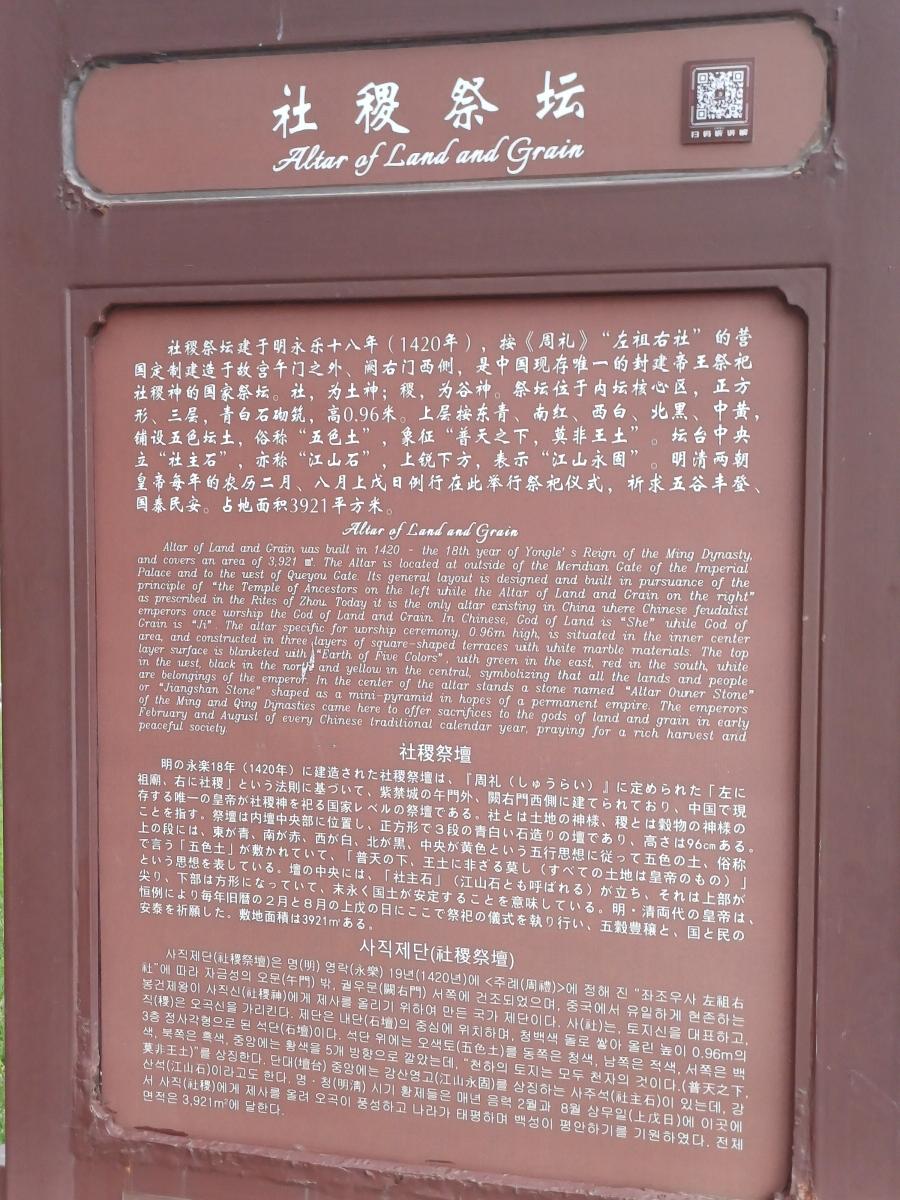 社稷祭坛
Altar of Land and Grain
扫码听讲解
社稷祭坛建于明永乐十八年（1420年），按《周礼》“左祖右社”的营
国定制建造于故宫午门之外、阙右门西侧，是中国现存唯一的封建帝王祭祀
社稷神的国家祭坛。社，为土神；稷，为谷神。祭坛位于内坛核心区，正方
形、三层，青白石砌筑，高0.96米。上层按东青、南红、西白、北黑、中黄，
铺设五色坛土，俗称“五色土”，象征“普天之下，莫非王土”。坛台中央
立“社主石”，亦称“江山石”，上锐下方，表示“江山永固”。明清两朝
皇帝每年的农历二月、八月上戊日例行在此举行祭祀仪式，祈求五谷丰登、
国泰民安。占地面积3921平方米。
Altar of Land and Grain
Altar of Land and Grain was built in 1420 - the 18th year of Yongle's Reign of the Ming Dynasty,
and covers an area of 3,921 ㎡. The Altar is located at outside of the Meridian Gate of the Imperial
Palace and to the west of Queyou Gate. Its general layout is designed and built in pursuance of the
principle of “the Temple of Ancestors on the left while the Altar of Land and Grain on the right”
as prescribed in the Rites of Zhou. Today it is the only altar existing in China where Chinese feudalist
emperors once worship the God of Land and Grain. In Chinese, God of Land is “She” while God of
Grain is “Ji”. The altar specific for worship ceremony, 0.96m high, is situated in the inner center
area, and constructed in three layers of square-shaped terraces with white marble materials. The top
layer surface is blanketed with “Earth of Five Colors”, with green in the east, red in the south, white
in the west, black in the north and yellow in the central, symbolizing that all the lands and people
are belongings of the emperor. In the center of the altar stands a stone named “Altar Owner Stone”
or “Jiangshan Stone” shaped as a mini-pyramid in hopes of a permanent empire. The emperors
of the Ming and Qing Dynasties came here to offer sacrifices to the gods of land and grain in early
February and August of every Chinese traditional calendar year, praying for a rich harvest and
peaceful society.
社稷祭壇
明の永楽18年（1420年）に建造された社稷祭壇は、『周礼（しゅうらい）』に定められた「左に
祖廟、右に社稷」という法則に基づいて、紫禁城の午門外、闕右門西側に建てられており、中国で現
存する唯一の皇帝が社稷神を祀る国家レベルの祭壇である。社とは土地の神様、稷とは穀物の神様の
ことを指す。祭壇は内壇中央部に位置し、正方形で３段の青白い石造りの壇であり、高さは96㎝ある。
上の段には、東が青、南が赤、西が白、北が黒、中央が黄色という五行思想に従って五色の土、俗称
で言う「五色土」が敷かれていて、「普天の下、王土に非ざる莫し（すべての土地は皇帝のもの）」
という思想を表している。壇の中央には、「社主石」（江山石とも呼ばれる）が立ち、それは上部が
尖り、下部は方形になっていて、末永く国土が安定することを意味している。明・清両代の皇帝は、
恒例により毎年旧暦の２月と８月の上戊の日にここで祭祀の儀式を執り行い、五穀豊穣と、国と民の
安泰を祈願した。敷地面積は3921㎡ある。
사직제단(社稷祭壇)
사직제단(社稷祭壇)은 명(明) 영락(永樂) 19년(1420년)에 <주례(周禮)>에 정해 진 “좌조우사 左祖右
社”에 따라 자금성의 오문(午門) 밖, 궐우문(闕右門) 서쪽에 건조되었으며, 중국에서 유일하게 현존하는
봉건제왕이 사직신(社稷神)에게 제사를 올리기 위하여 만든 국가 제단이다. 사(社)는, 토지신을 대표하고,
직(稷)은 오곡신을 가리킨다. 제단은 내단(石壇)의 중심에 위치하며, 청백색 돌로 쌓아 올린 높이 0.96m의
3층 정사각형으로 된 석단(石壇)이다. 석단 위에는 오색토(五色土)를 동쪽은 청색, 남쪽은 적색, 서쪽은 백
색, 북쪽은 흑색, 중앙에는 황색을 5개 방향으로 깔았는데, “천하의 토지는 모두 천자의 것이다.(普天之下,
莫非王土)”를 상징한다. 단대(壇台) 중앙에는 강산영고(江山永固)를 상징하는 사주석(社主石)이 있는데, 강
산석(江山石)이라고도 한다. 명·청(明清) 시기 황제들은 매년 음력 2월과 8월 상무일(上戊日)에 이곳에
서 사직(社稷)에게 제사를 올려 오곡이 풍성하고 나라가 태평하며 백성이 평안하기를 기원하였다. 전체
면적은 3,921㎡에 달한다.